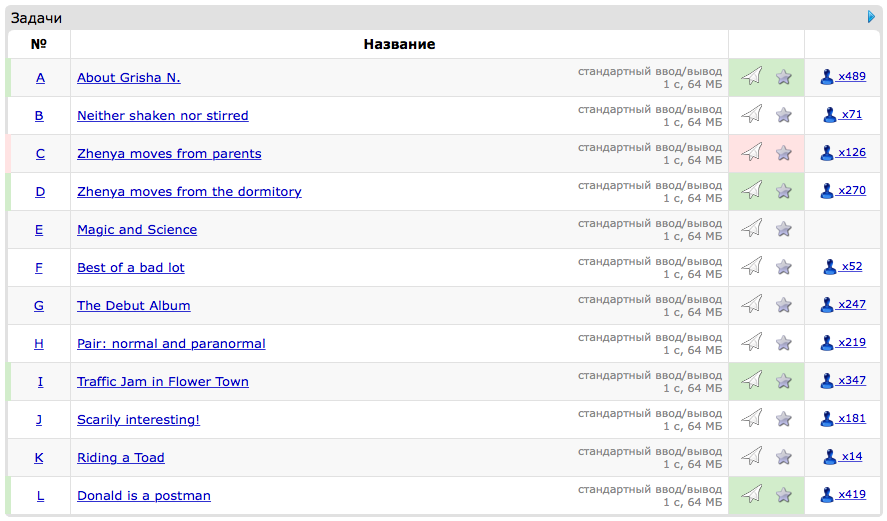 Задачи
№ Название
A About Grisha N. стандартный ввод/вывод x489
1 с, 64 МБ
B Neither shaken nor stirred стандартный ввод/вывод x71
1 с, 64 МБ
C Zhenya moves from parents стандартный ввод/вывод x126
1 с, 64 МБ
D Zhenya moves from the dormitory стандартный ввод/вывод x270
1 с, 64 МБ
E Magic and Science стандартный ввод/вывод
1 с, 64 МБ
F Best of a bad lot стандартный ввод/вывод x52
1 с, 64 МБ
G The Debut Album стандартный ввод/вывод x247
1 с, 64 МБ
H Pair: normal and paranormal стандартный ввод/вывод x219
1 с, 64 МБ
I Traffic Jam in Flower Town стандартный ввод/вывод x347
1 с, 64 МБ
J Scarily interesting! стандартный ввод/вывод x181
1 с, 64 МБ
K Riding a Toad стандартный ввод/вывод x14
1 с, 64 МБ
L Donald is a postman стандартный ввод/вывод x419
1 с, 64 МБ